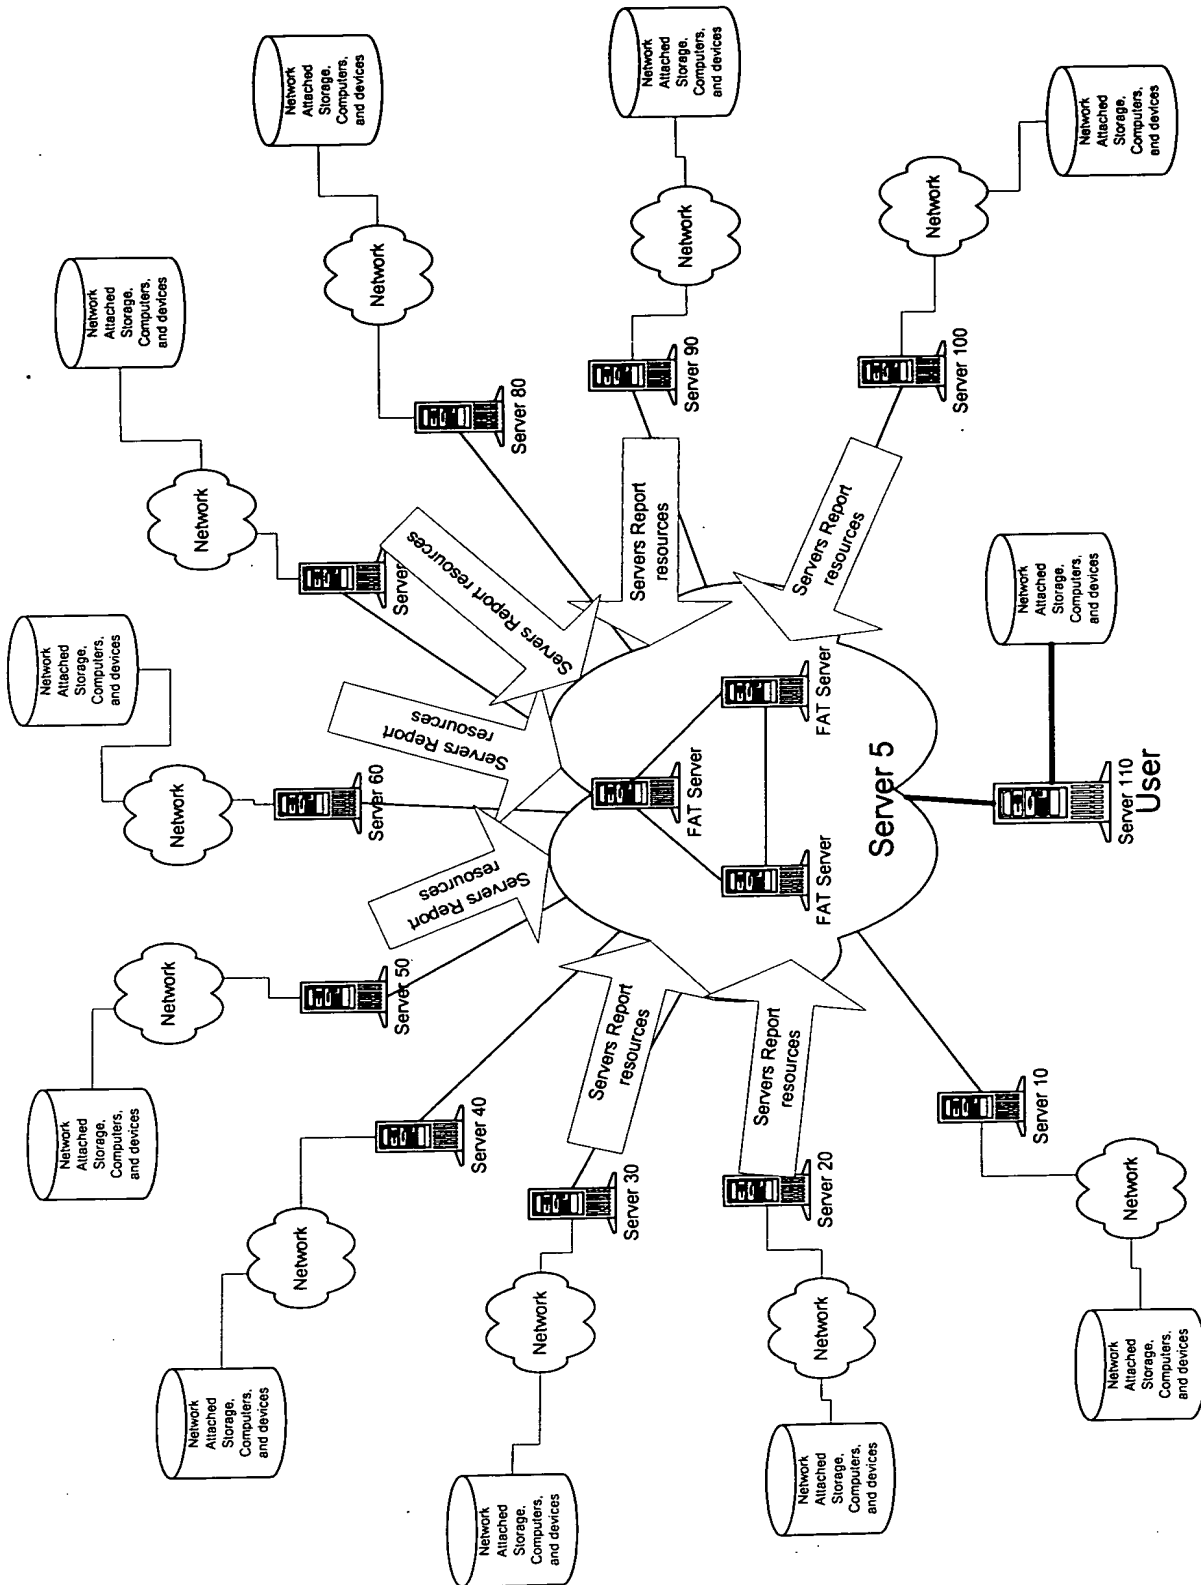 Network
Attached
Storage,
Computers,
and devices
Network
Server 60
Network
Attached
Storage,
Computers,
and devices
Network
Server
Network
Attached
Storage,
Computers,
and devices
Network
Server 80
Network
Attached
Storage,
Computers,
and devices
Network
Server 50
Network
Attached
Storage,
Computers,
and devices
Network
Server 40
Servers Report
resources
Servers Report
resources
Servers Report resources
Network
Attached
Storage,
Computers,
and devices
Network
Server 90
Servers Report
resources
Network
Attached
Storage,
Computers,
and devices
Network
Server 30
Servers Report
resources
FAT Server
FAT Server
FAT Server
Server 5
Network
Attached
Storage,
Computers,
and devices
Network
Server 100
Servers Report
resources
Network
Attached
Storage,
Computers,
and devices
Network
Server 20
Servers Report
resources
Network
Attached
Storage,
Computers,
and devices
Network
Server 10
Network
Attached
Storage,
Computers,
and devices
Server 110
User